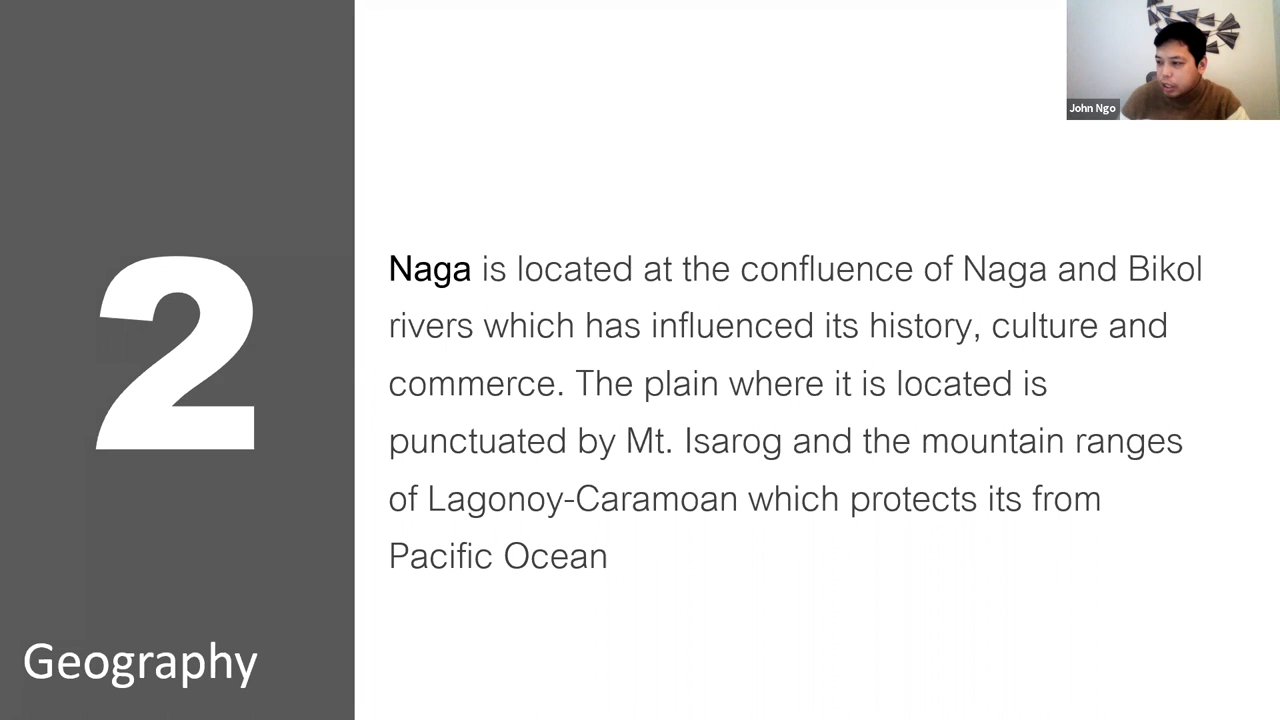 John Ngo
2
Naga is located at the confluence of Naga and Bikol
rivers which has influenced its history, culture and
commerce. The plain where it is located is
punctuated by Mt. Isarog and the mountain ranges
of Lagonoy-Caramoan which protects its from
Pacific Ocean
Geography